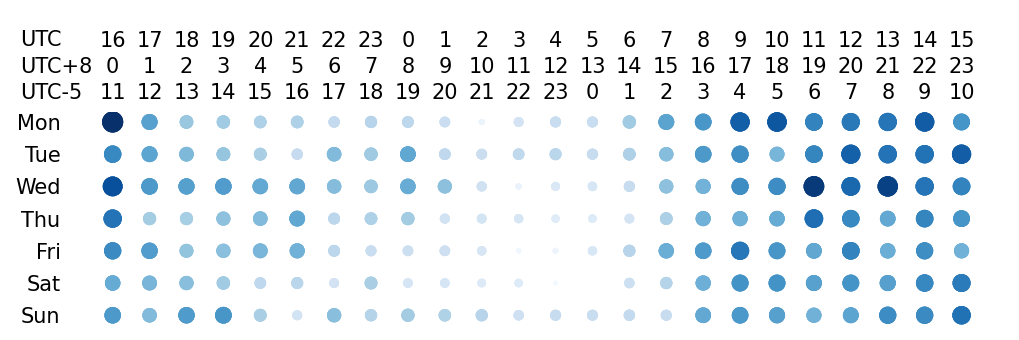 UTC 16 17 18 19 20 21 22 23 0 1 2 3 4 5 6 7 8 9 10 11 12 13 14 15
UTC+8 0 1 2 3 4 5 6 7 8 9 10 11 12 13 14 15 16 17 18 19 20 21 22 23
UTC-5 11 12 13 14 15 16 17 18 19 20 21 22 23 0 1 2 3 4 5 6 7 8 9 10
Mon
Tue
Wed
Thu
Fri
Sat
Sun